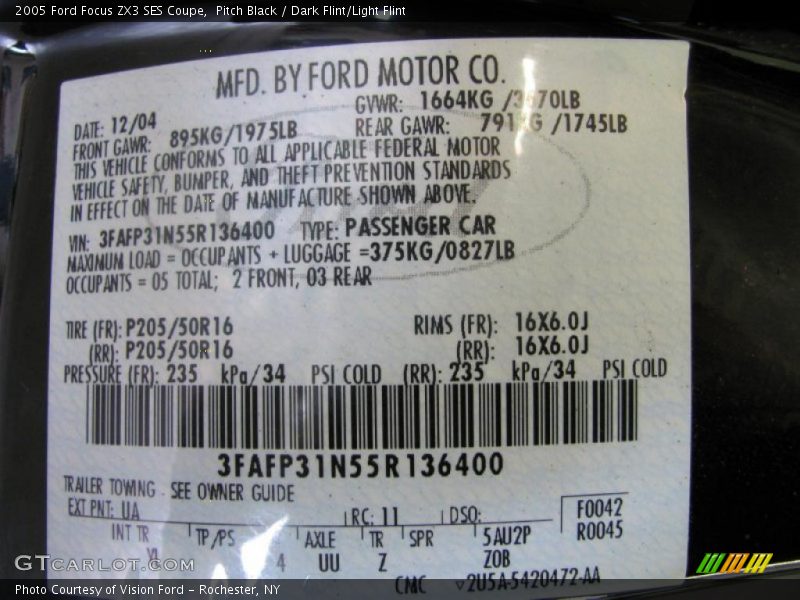 2005 Ford Focus ZX3 SES Coupe, Pitch Black / Dark Flint/Light Flint
MFD. BY FORD MOTOR CO.
DATE: 12/04 GVWR: 1664KG /3670LB
FRONT GAWR: 895KG/1975LB REAR GAWR: 791KG /1745LB
THIS VEHICLE CONFORMS TO ALL APPLICABLE FEDERAL MOTOR
VEHICLE SAFETY, BUMPER, AND THEFT PREVENTION STANDARDS
IN EFFECT ON THE DATE OF MANUFACTURE SHOWN ABOVE.
VIN: 3FAFP31N55R136400 TYPE: PASSENGER CAR
MAXIMUM LOAD = OCCUPANTS + LUGGAGE =375KG/0827LB
OCCUPANTS = 05 TOTAL; 2 FRONT, 03 REAR
TIRE (FR): P205/50R16 RIMS (FR): 16X6.0J
(RR): P205/50R16 (RR): 16X6.0J
PRESSURE (FR): 235 kPa/34 PSI COLD (RR): 235 kPa/34 PSI COLD
3FAFP31N55R136400
TRAILER TOWING - SEE OWNER GUIDE
EXT PNT: UA RC: 11 DSO: F0042
INT TR TP/PS AXLE TR SPR 5AU2P R0045
4 UU Z Z0B
GTCarLot.com CMC 2U5A-5420472-AA
Photo Courtesy of Vision Ford – Rochester, NY